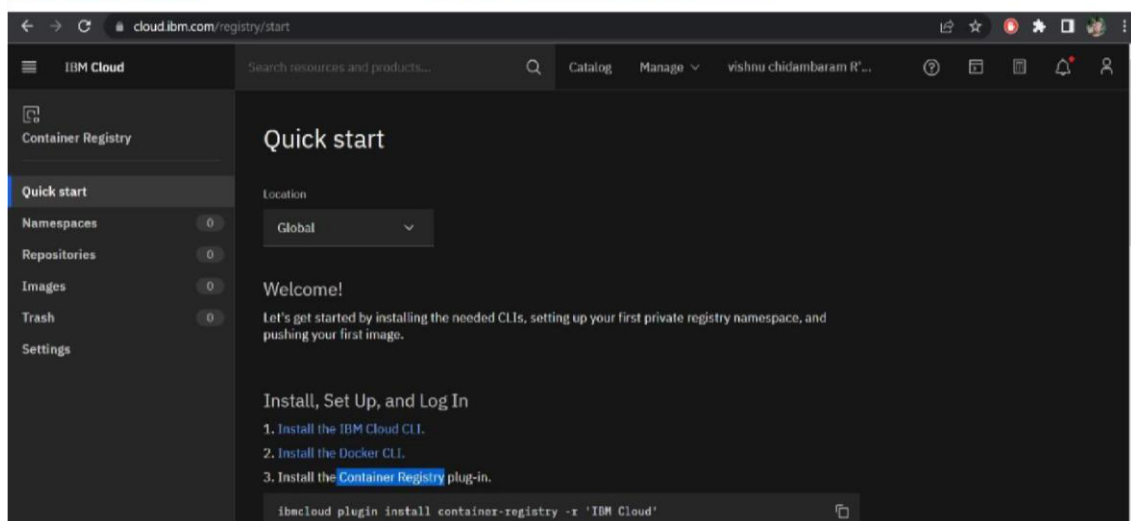 cloud.ibm.com/registry/start
IBM Cloud
Search resources and products...
Catalog
Manage
vishnu chidambaram R'...
Container Registry
Quick start
Namespaces 0
Repositories 0
Images 0
Trash 0
Settings
Quick start
Location
Global
Welcome!
Let's get started by installing the needed CLIs, setting up your first private registry namespace, and
pushing your first image.
Install, Set Up, and Log In
1. Install the IBM Cloud CLI.
2. Install the Docker CLI.
3. Install the Container Registry plug-in.
ibmcloud plugin install container-registry -r 'IBM Cloud'